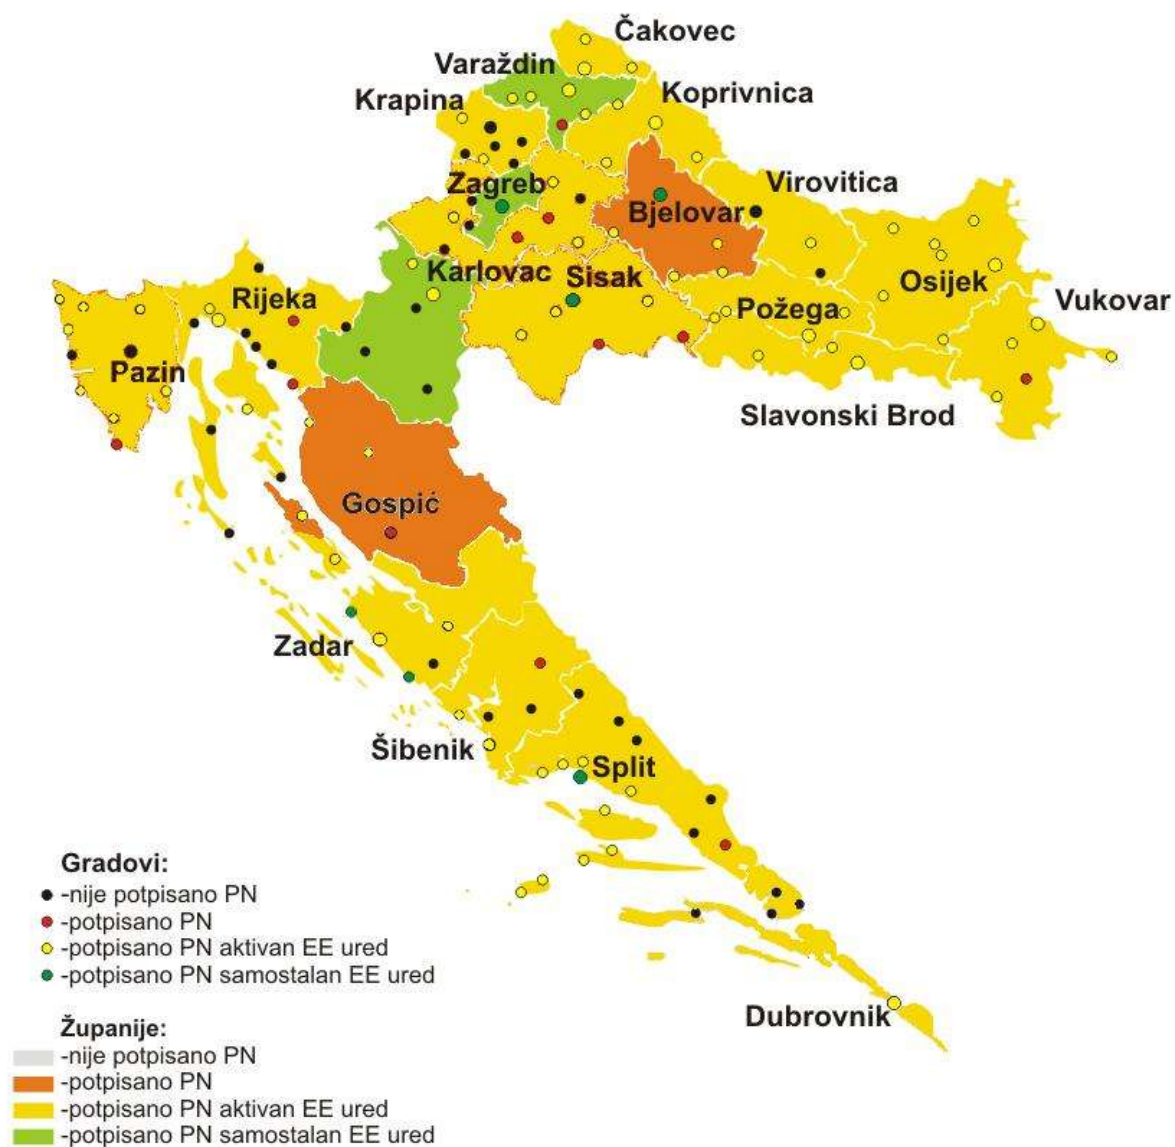 Čakovec
Varaždin
Krapina
Koprivnica
Zagreb
Virovitica
Bjelovar
Karlovac
Sisak
Rijeka
Osijek
Požega
Vukovar
Pazin
Slavonski Brod
Gospić
Zadar
Šibenik
Split
Dubrovnik
Gradovi:
-nije potpisano PN
-potpisano PN
-potpisano PN aktivan EE ured
-potpisano PN samostalan EE ured
Županije:
-nije potpisano PN
-potpisano PN
-potpisano PN aktivan EE ured
-potpisano PN samostalan EE ured